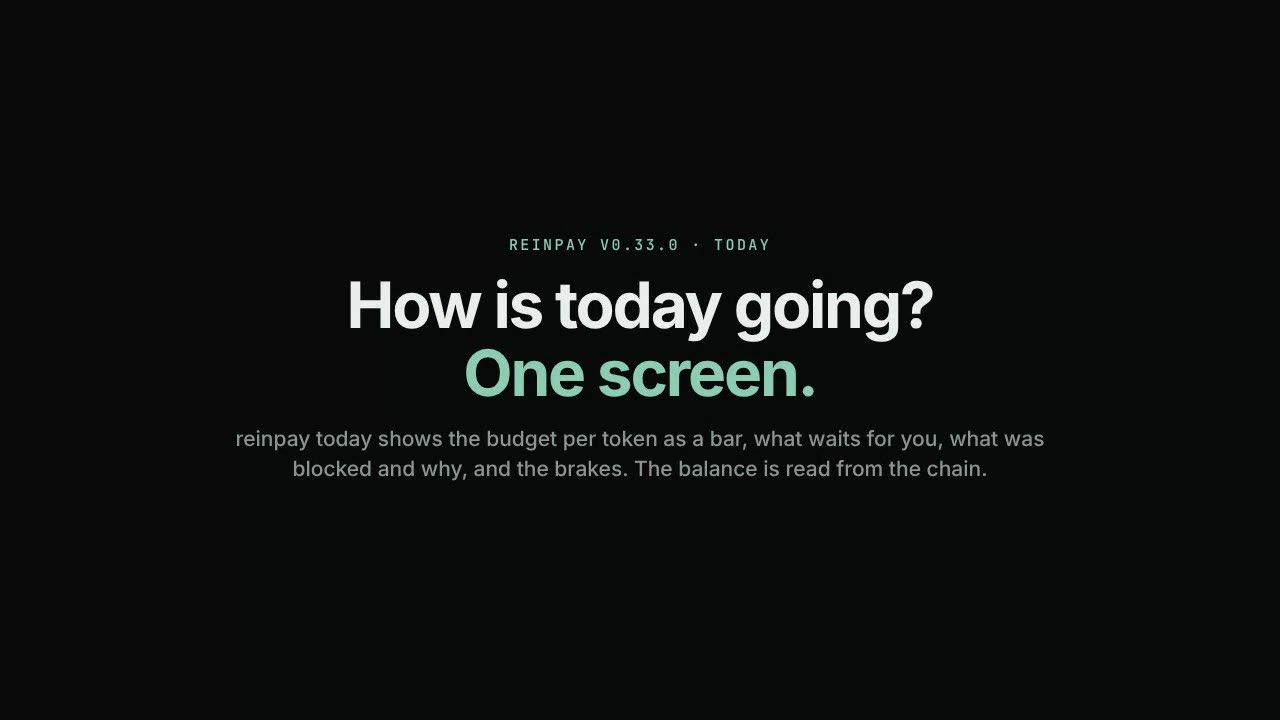 REINPAY V0.33.0 · TODAY
How is today going?
One screen.
reinpay today shows the budget per token as a bar, what waits for you, what was
blocked and why, and the brakes. The balance is read from the chain.